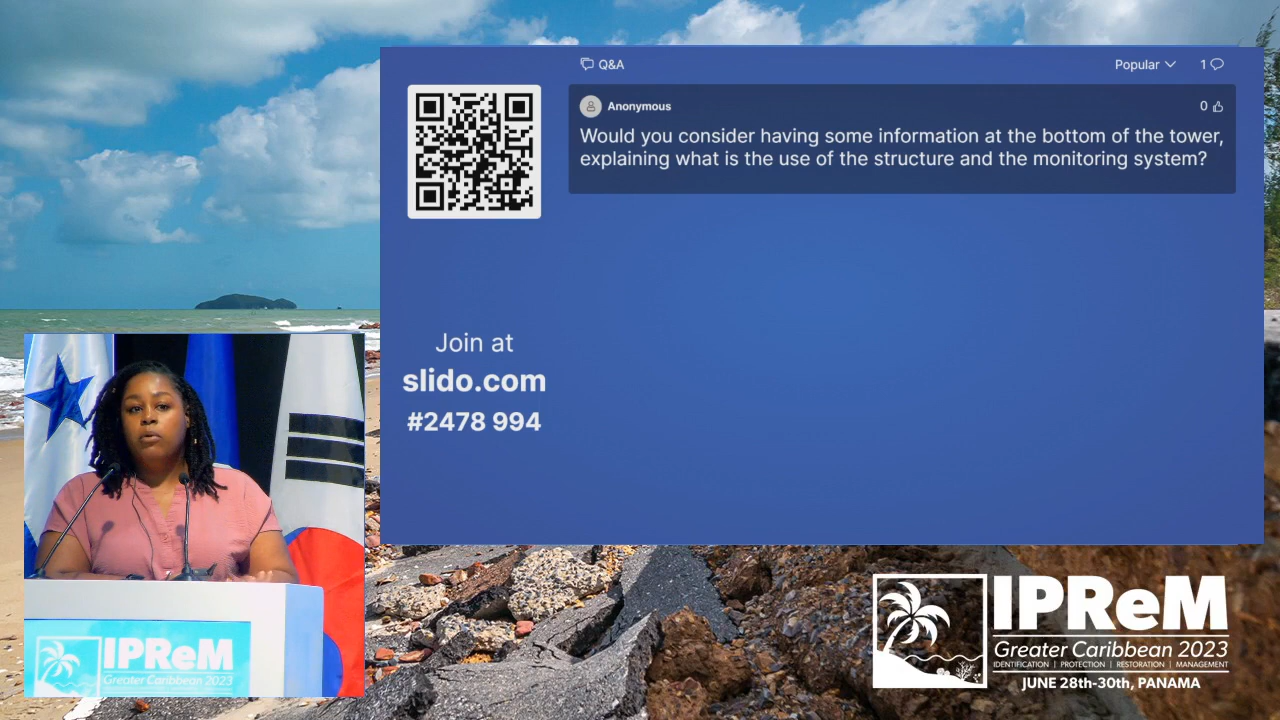 Q&A
Popular
1
Anonymous
0
Would you consider having some information at the bottom of the tower,
explaining what is the use of the structure and the monitoring system?
Join at
slido.com
#2478 994
IPReM
Greater Caribbean 2023
IPReM
Greater Caribbean 2023
IDENTIFICATION | PROTECTION | RESTORATION | MANAGEMENT
JUNE 28th-30th, PANAMA